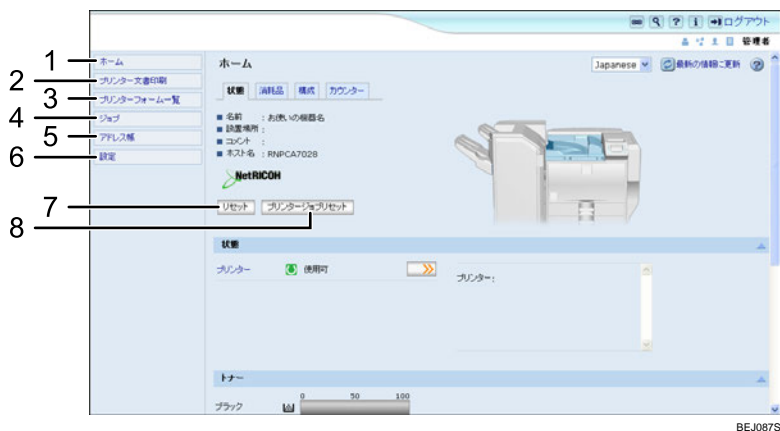 ログアウト
管理者
1
2
3
4
5
6
7
8
ホーム
プリンター文書印刷
プリンターフォーム一覧
ジョブ
アドレス帳
設定
ホーム
Japanese
最新の情報に更新
状態 消耗品 構成 カウンター
名前 : お使いの機器名
設置場所 :
コメント :
ホスト名 : RNPCA7028
NetRICOH
リセット プリンタージョブリセット
状態
プリンター 使用可
プリンター:
トナー
0 50 100
ブラック
BEJ087S